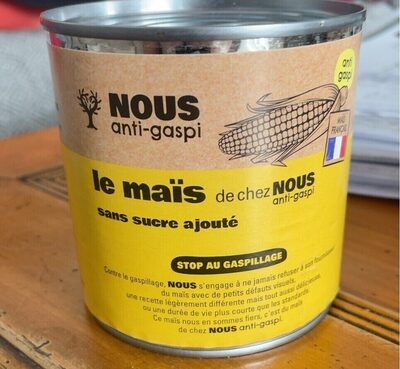 NOUS
anti-gaspi
anti
gaspi
MAÏS
FRANÇAIS
le maïs de chez NOUS
anti-gaspi
sans sucre ajouté
STOP AU GASPILLAGE
Contre le gaspillage, NOUS s'engage à ne jamais refuser à son fournisseur
du maïs avec de petits défauts visuels,
une recette légèrement différente mais tout aussi délicieuse,
ou une durée de vie plus courte que les standards.
Ce maïs nous en sommes fiers, c'est du maïs
de chez NOUS anti-gaspi.